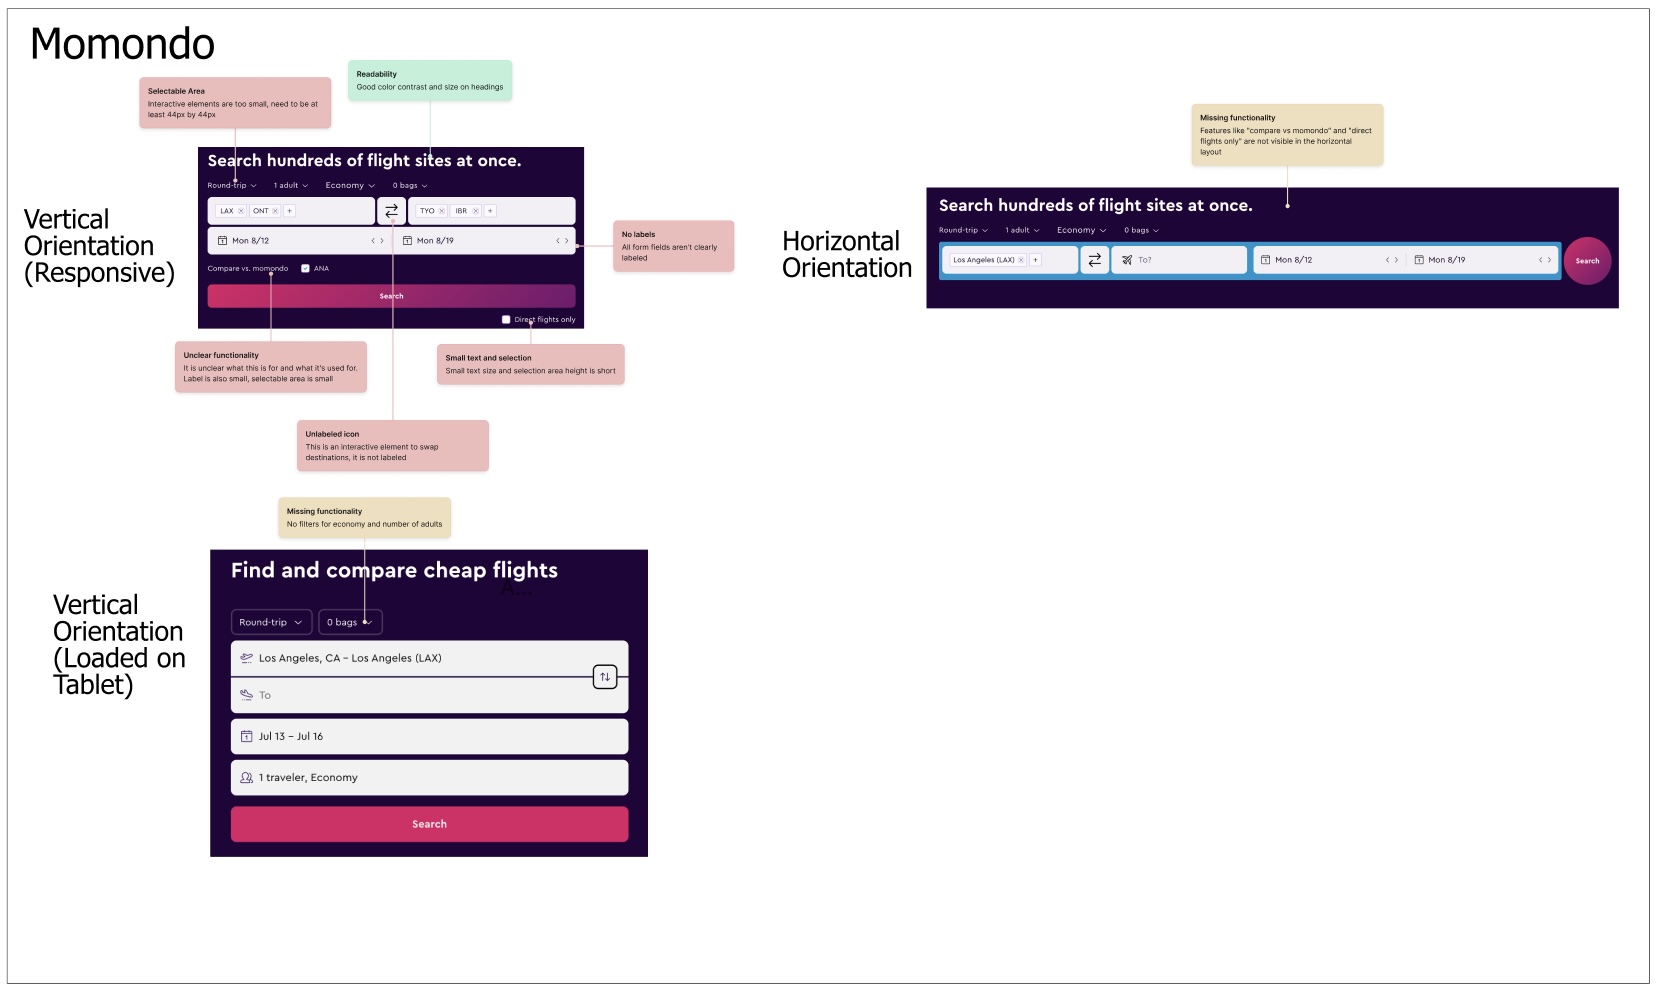 Momondo
Selectable Area
Interactive elements are too small, need to be at
least 44px by 44px
Readability
Good color contrast and size on headings
Vertical
Orientation
(Responsive)
Search hundreds of flight sites at once.
Round-trip
1 adult
Economy
0 bags
LAX
ONT
+
TYO
IBR
+
Mon 8/12
Mon 8/19
Compare vs. momondo
ANA
Search
Direct flights only
No labels
All form fields aren't clearly
labeled
Unclear functionality
It is unclear what this is for and what it's used for.
Label is also small, selectable area is small
Small text and selection
Small text size and selection area height is short
Unlabeled icon
This is an interactive element to swap
destinations, it is not labeled
Missing functionality
Features like "compare vs momondo" and "direct
flights only" are not visible in the horizontal
layout
Horizontal
Orientation
Search hundreds of flight sites at once.
Round-trip
1 adult
Economy
0 bags
Los Angeles (LAX)
+
To?
Mon 8/12
Mon 8/19
Search
Missing functionality
No filters for economy and number of adults
Vertical
Orientation
(Loaded on
Tablet)
Find and compare cheap flights
A...
Round-trip
0 bags
Los Angeles, CA - Los Angeles (LAX)
To
Jul 13 – Jul 16
1 traveler, Economy
Search